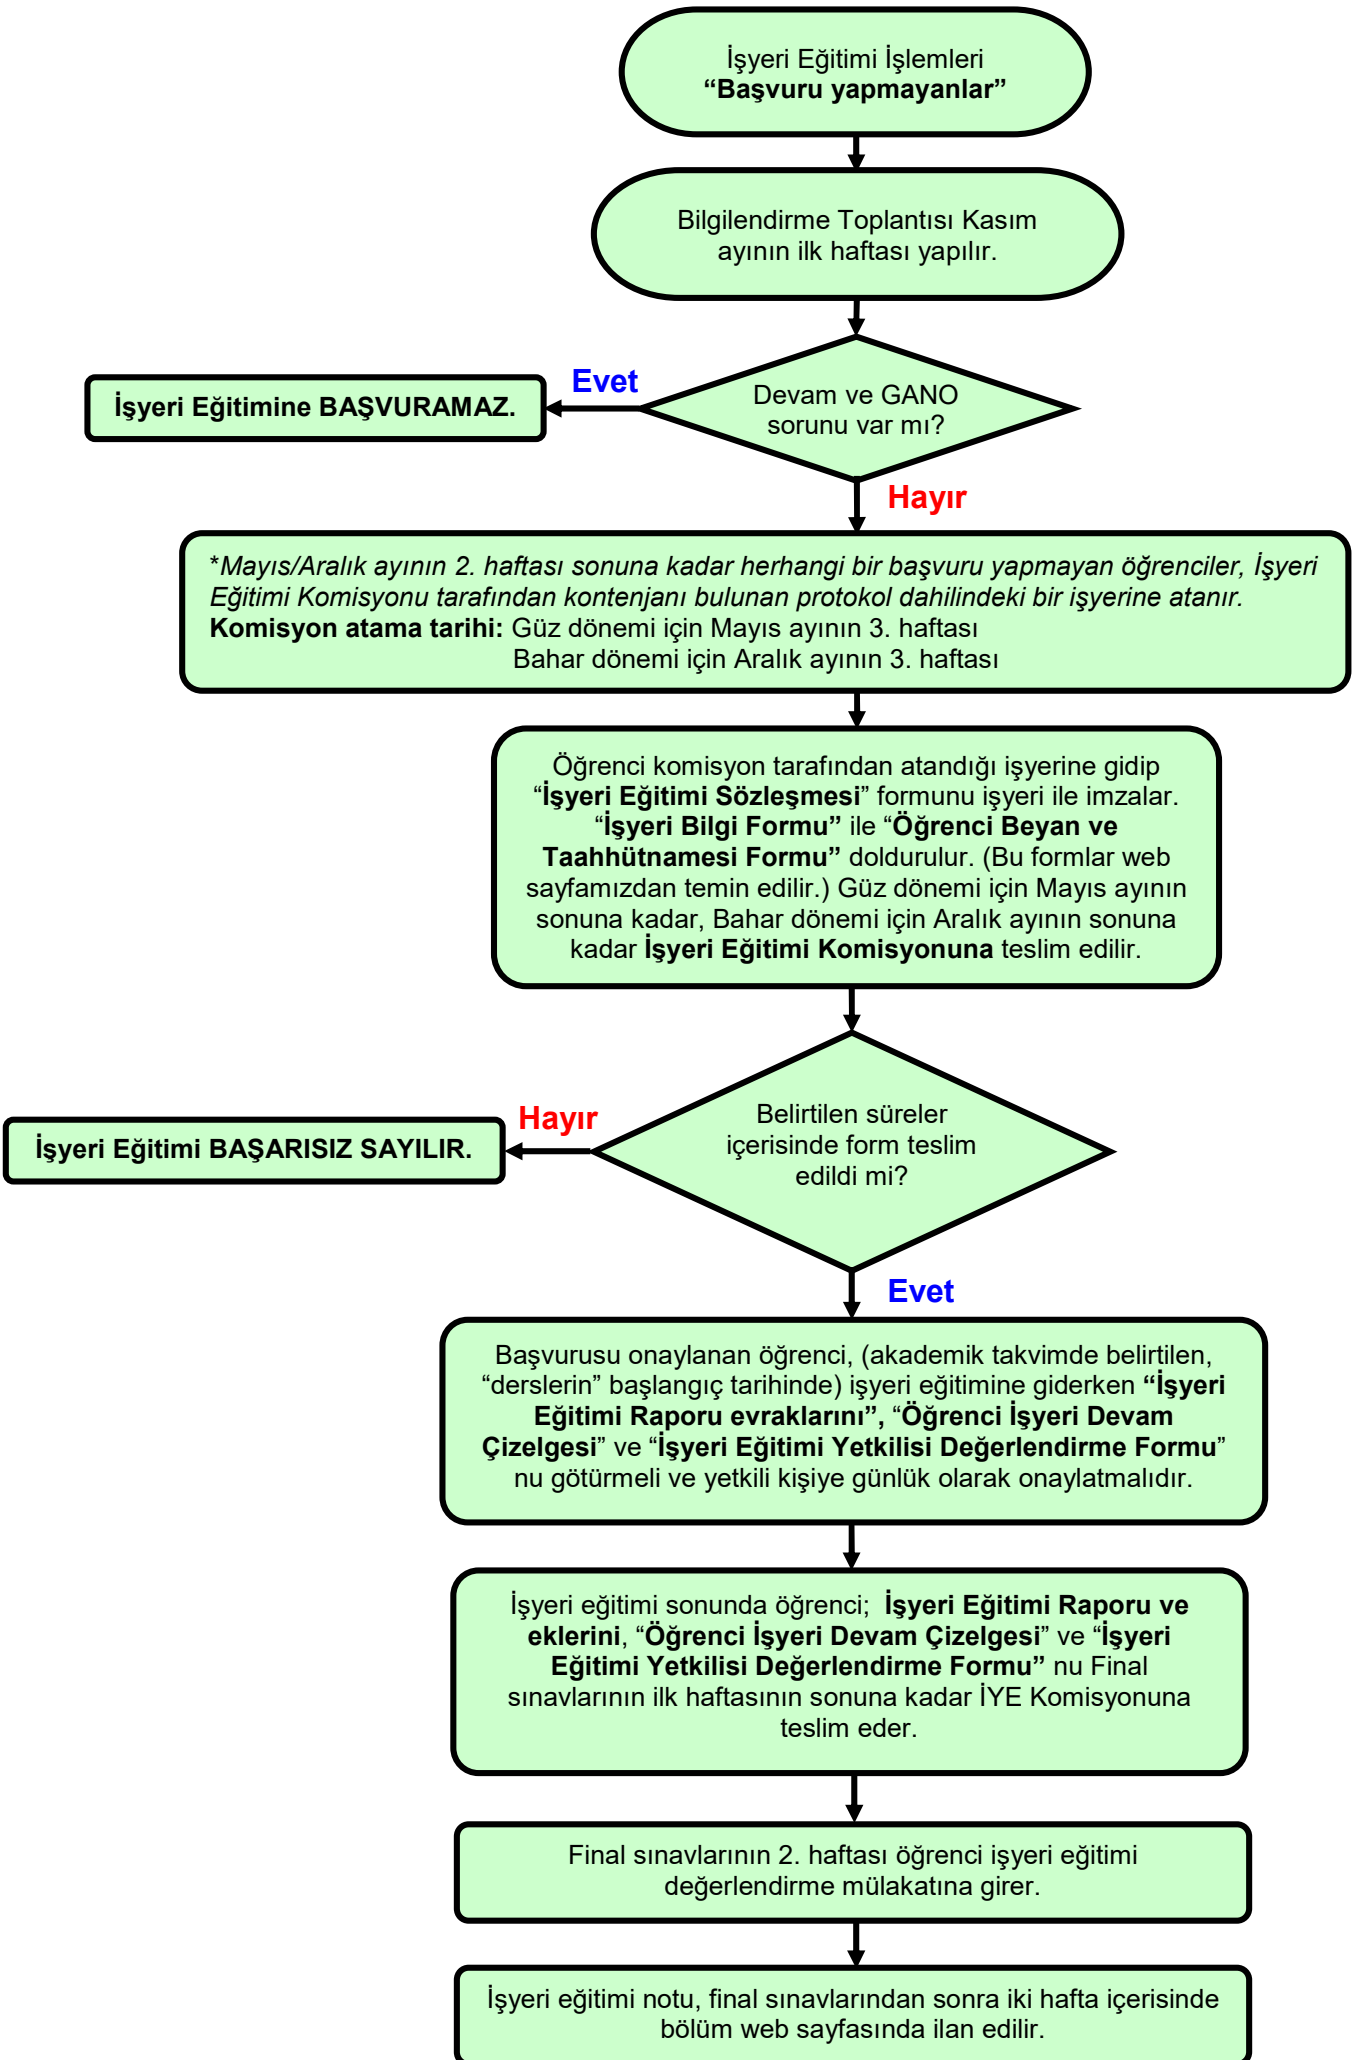 İşyeri Eğitimi İşlemleri
“Başvuru yapmayanlar”
Bilgilendirme Toplantısı Kasım
ayının ilk haftası yapılır.
Devam ve GANO
sorunu var mı?
Evet
İşyeri Eğitimine BAŞVURAMAZ.
Hayır
*Mayıs/Aralık ayının 2. haftası sonuna kadar herhangi bir başvuru yapmayan öğrenciler, İşyeri
Eğitimi Komisyonu tarafından kontenjanı bulunan protokol dahilindeki bir işyerine atanır.
Komisyon atama tarihi: Güz dönemi için Mayıs ayının 3. haftası
Bahar dönemi için Aralık ayının 3. haftası
Öğrenci komisyon tarafından atandığı işyerine gidip
“İşyeri Eğitimi Sözleşmesi” formunu işyeri ile imzalar.
“İşyeri Bilgi Formu” ile “Öğrenci Beyan ve
Taahhütnamesi Formu” doldurulur. (Bu formlar web
sayfamızdan temin edilir.) Güz dönemi için Mayıs ayının
sonuna kadar, Bahar dönemi için Aralık ayının sonuna
kadar İşyeri Eğitimi Komisyonuna teslim edilir.
Belirtilen süreler
içerisinde form teslim
edildi mi?
Hayır
İşyeri Eğitimi BAŞARISIZ SAYILIR.
Evet
Başvurusu onaylanan öğrenci, (akademik takvimde belirtilen,
“derslerin” başlangıç tarihinde) işyeri eğitimine giderken “İşyeri
Eğitimi Raporu evraklarını”, “Öğrenci İşyeri Devam
Çizelgesi” ve “İşyeri Eğitimi Yetkilisi Değerlendirme Formu”
nu götürmeli ve yetkili kişiye günlük olarak onaylatmalıdır.
İşyeri eğitimi sonunda öğrenci; İşyeri Eğitimi Raporu ve
eklerini, “Öğrenci İşyeri Devam Çizelgesi” ve “İşyeri
Eğitimi Yetkilisi Değerlendirme Formu” nu Final
sınavlarının ilk haftasının sonuna kadar İYE Komisyonuna
teslim eder.
Final sınavlarının 2. haftası öğrenci işyeri eğitimi
değerlendirme mülakatına girer.
İşyeri eğitimi notu, final sınavlarından sonra iki hafta içerisinde
bölüm web sayfasında ilan edilir.